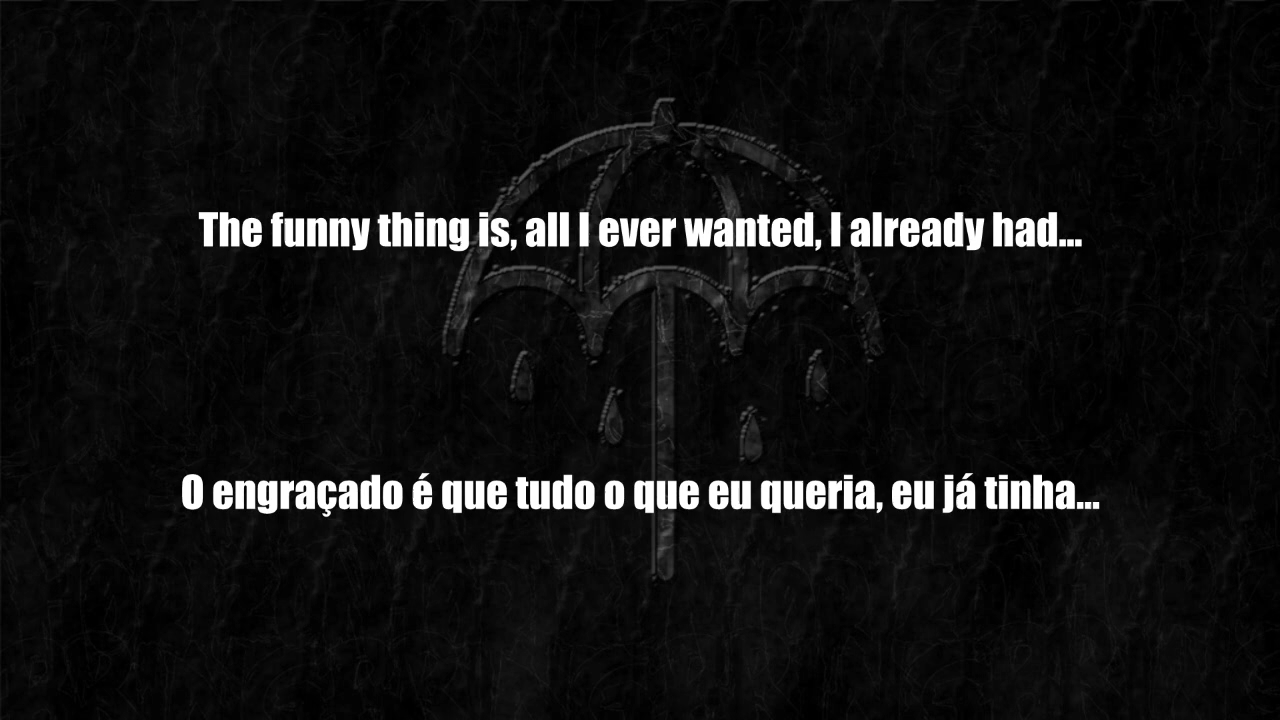 The funny thing is, all I ever wanted, I already had...
O engraçado é que tudo o que eu queria, eu já tinha...